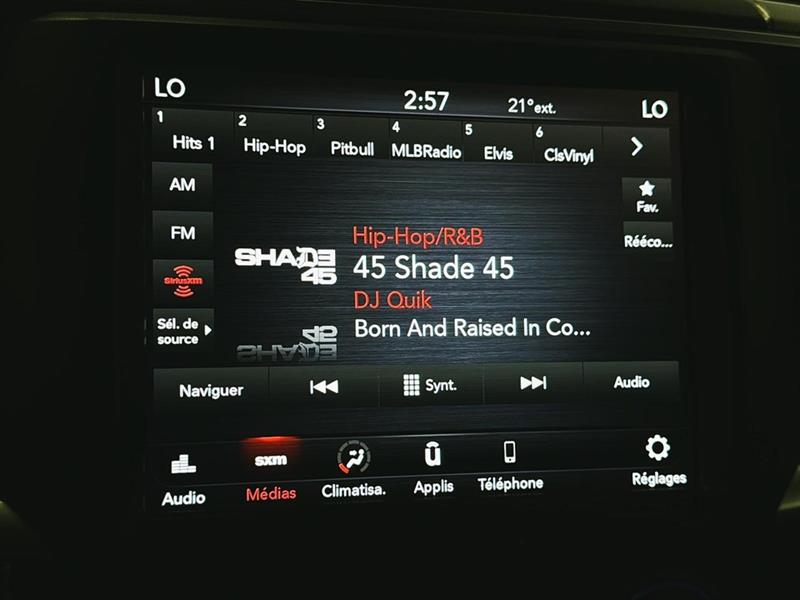 LO 2:57 21°ext. LO
1 Hits 1 2 Hip-Hop 3 Pitbull 4 MLBRadio 5 Elvis 6 ClsVinyl
AM
Fav.
FM
Hip-Hop/R&B
Rééco...
SHADE 45
45 Shade 45
SiriusXM
DJ Quik
Sél. de source
Born And Raised In Co...
Naviguer Synt. Audio
sxm
Audio Médias Climatisa. Applis Téléphone Réglages